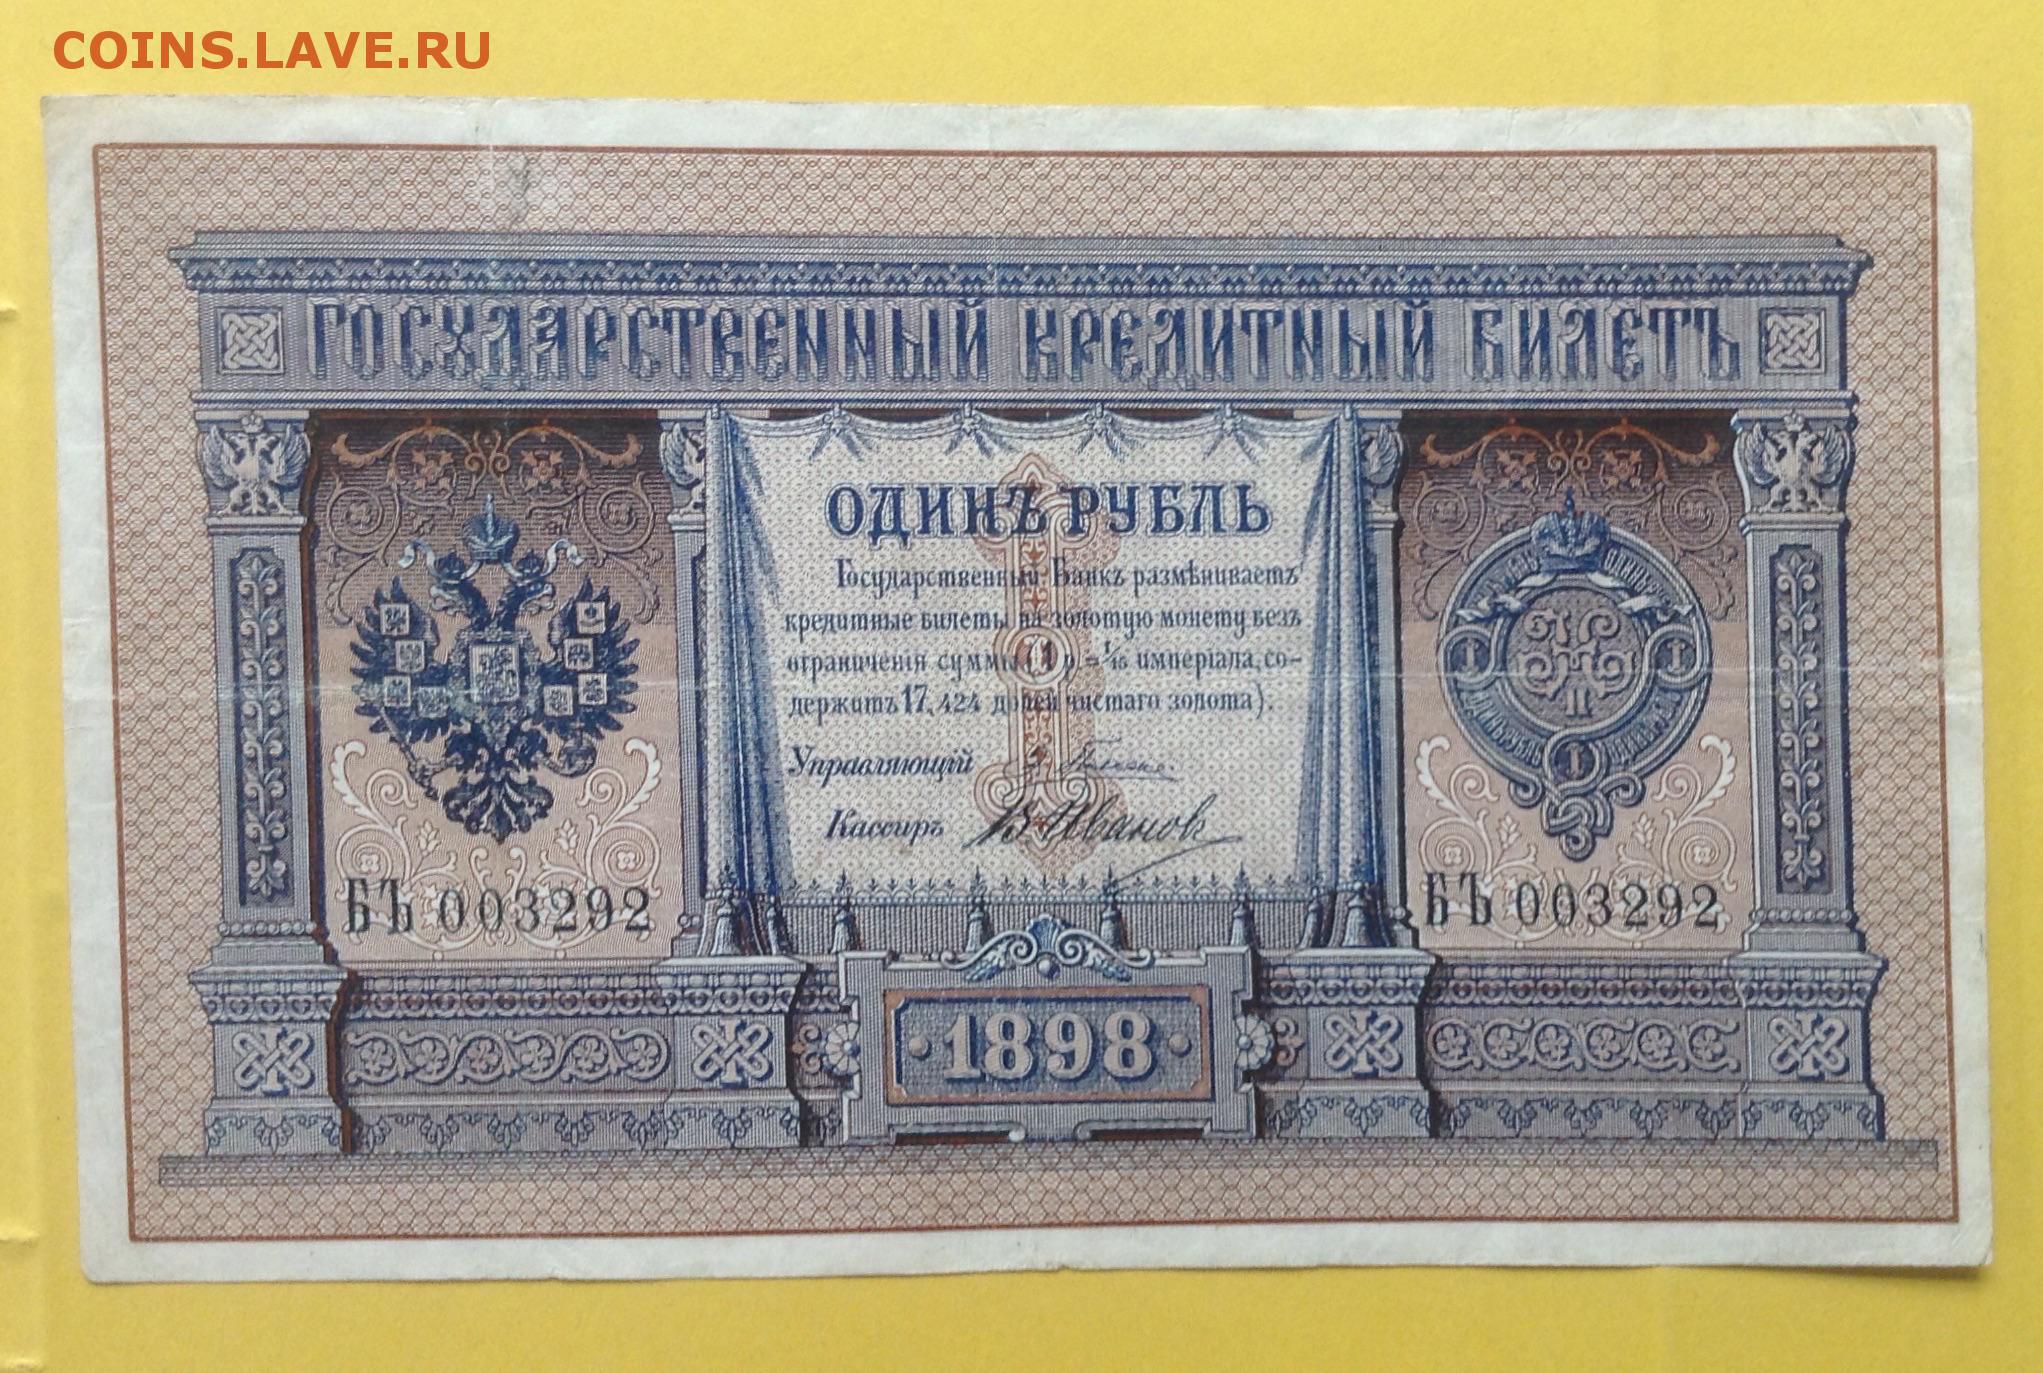 COINS.LAVE.RU
ГОСУДАРСТВЕННЫЙ КРЕДИТНЫЙ БИЛЕТЪ
ОДИНЪ РУБЛЬ
Государственный Банкъ размѣниваетъ
кредитные билеты на золотую монету безъ
ограниченія суммы (1 р. = 1/15 имперіала, со-
держитъ 17,424 долей чистаго золота).
Управляющій
Кассиръ В. Ивановъ
БЪ 003292 БЪ 003292
1898